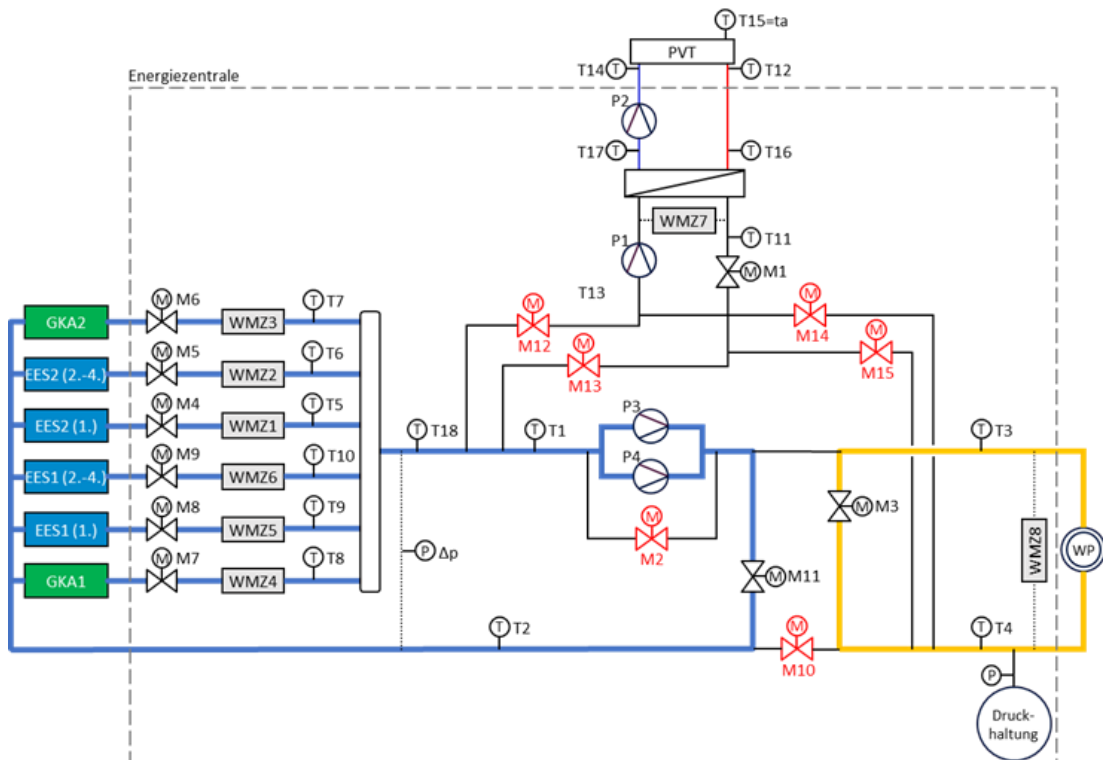 T15=ta
T
PVT
T14 T
T T12
Energiezentrale
P2
T17 T
T T16
WMZ7
T T11
P1
M M1
T13
M M6
T T7
GKA2
WMZ3
M
M12
M
M14
M M5
T T6
EES2 (2.-4.)
WMZ2
M
M13
M
M15
M M4
T T5
EES2 (1.)
WMZ1
P3
T T18
T T1
T T3
M M9
T T10
EES1 (2.-4.)
WMZ6
P4
M M8
T T9
EES1 (1.)
WMZ5
M
M2
M M3
M M7
T T8
GKA1
WMZ4
P Δp
M M11
WMZ8
WP
T T2
M
M10
T T4
P
Druck-
haltung